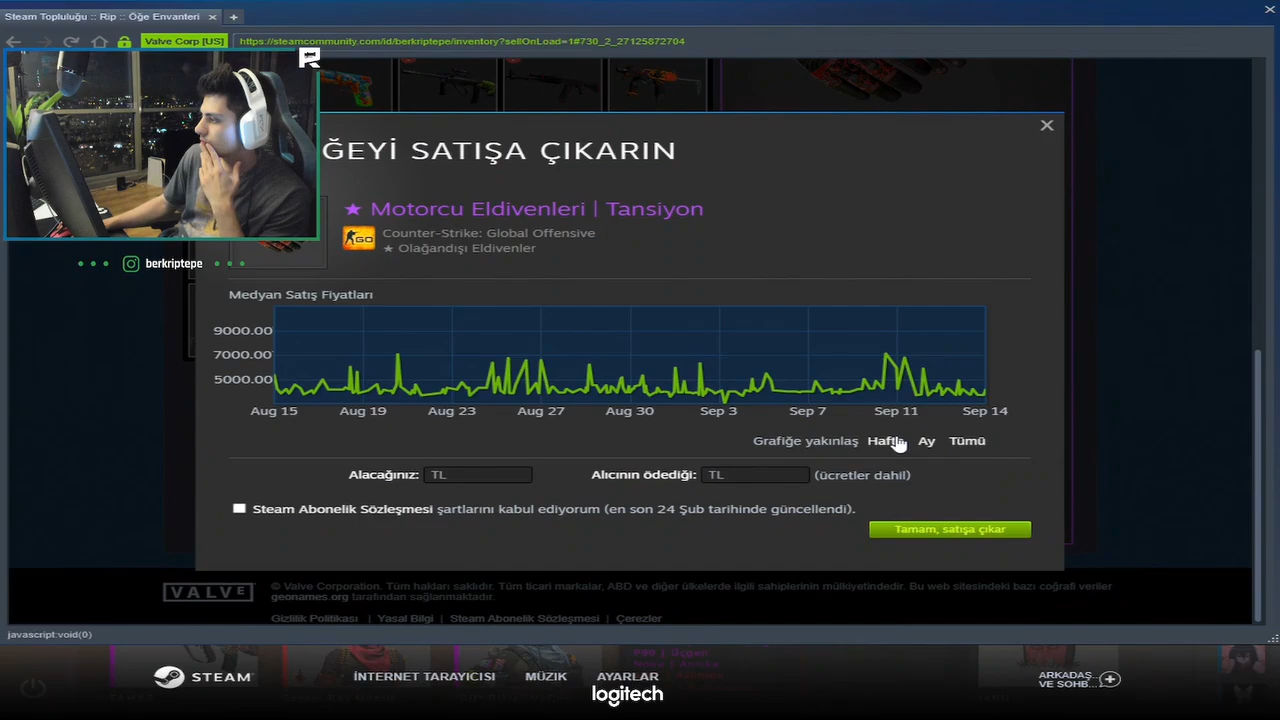 Steam Topluluğu :: Rip :: Öğe Envanteri
Valve Corp [US]
https://steamcommunity.com/id/berkriptepe/inventory?sellOnLoad=1#730_2_27125872704
ĞEYİ SATIŞA ÇIKARIN
★ Motorcu Eldivenleri | Tansiyon
GO
Counter-Strike: Global Offensive
★ Olağandışı Eldivenler
berkriptepe
Medyan Satış Fiyatları
9000.00
7000.00
5000.00
Aug 15 Aug 19 Aug 23 Aug 27 Aug 30 Sep 3 Sep 7 Sep 11 Sep 14
Grafiğe yakınlaş Hafta Ay Tümü
Alacağınız: TL Alıcının ödediği: TL (ücretler dahil)
Steam Abonelik Sözleşmesi şartlarını kabul ediyorum (en son 24 Şub tarihinde güncellendi).
Tamam, satışa çıkar
VALVE
© Valve Corporation. Tüm hakları saklıdır. Tüm ticari markalar, ABD ve diğer ülkelerde ilgili sahiplerinin mülkiyetindedir. Bu web sitesindeki bazı coğrafi veriler
geonames.org tarafından sağlanmaktadır.
Gizlilik Politikası | Yasal Bilgi | Steam Abonelik Sözleşmesi | Çerezler
javascript:void(0)
STEAM
İNTERNET TARAYICISI MÜZİK AYARLAR
ARKADAŞ...
VE SOHB...
logitech